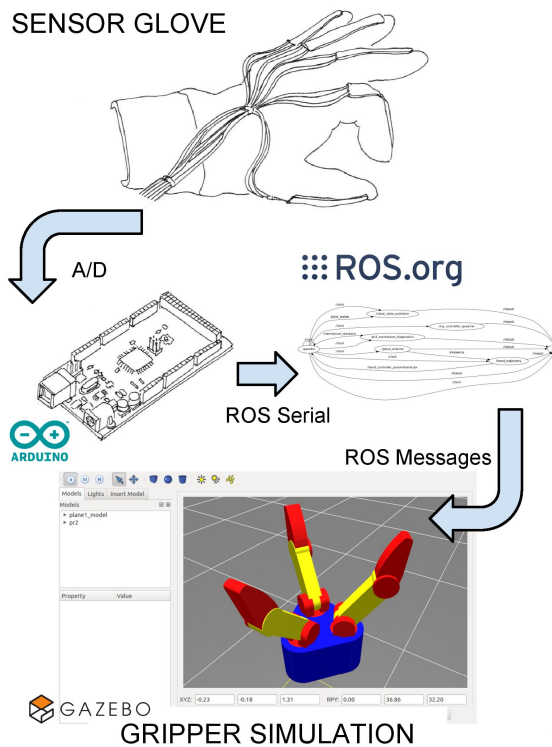 SENSOR GLOVE
A/D
ROS.org
ROS Serial
ARDUINO
ROS Messages
Models Lights Insert Model
Models
plane1_model
pr2
Property Value
XYZ: -0.23 -0.18 1.31 RPY: 0.00 36.86 32.20
GAZEBO
GRIPPER SIMULATION